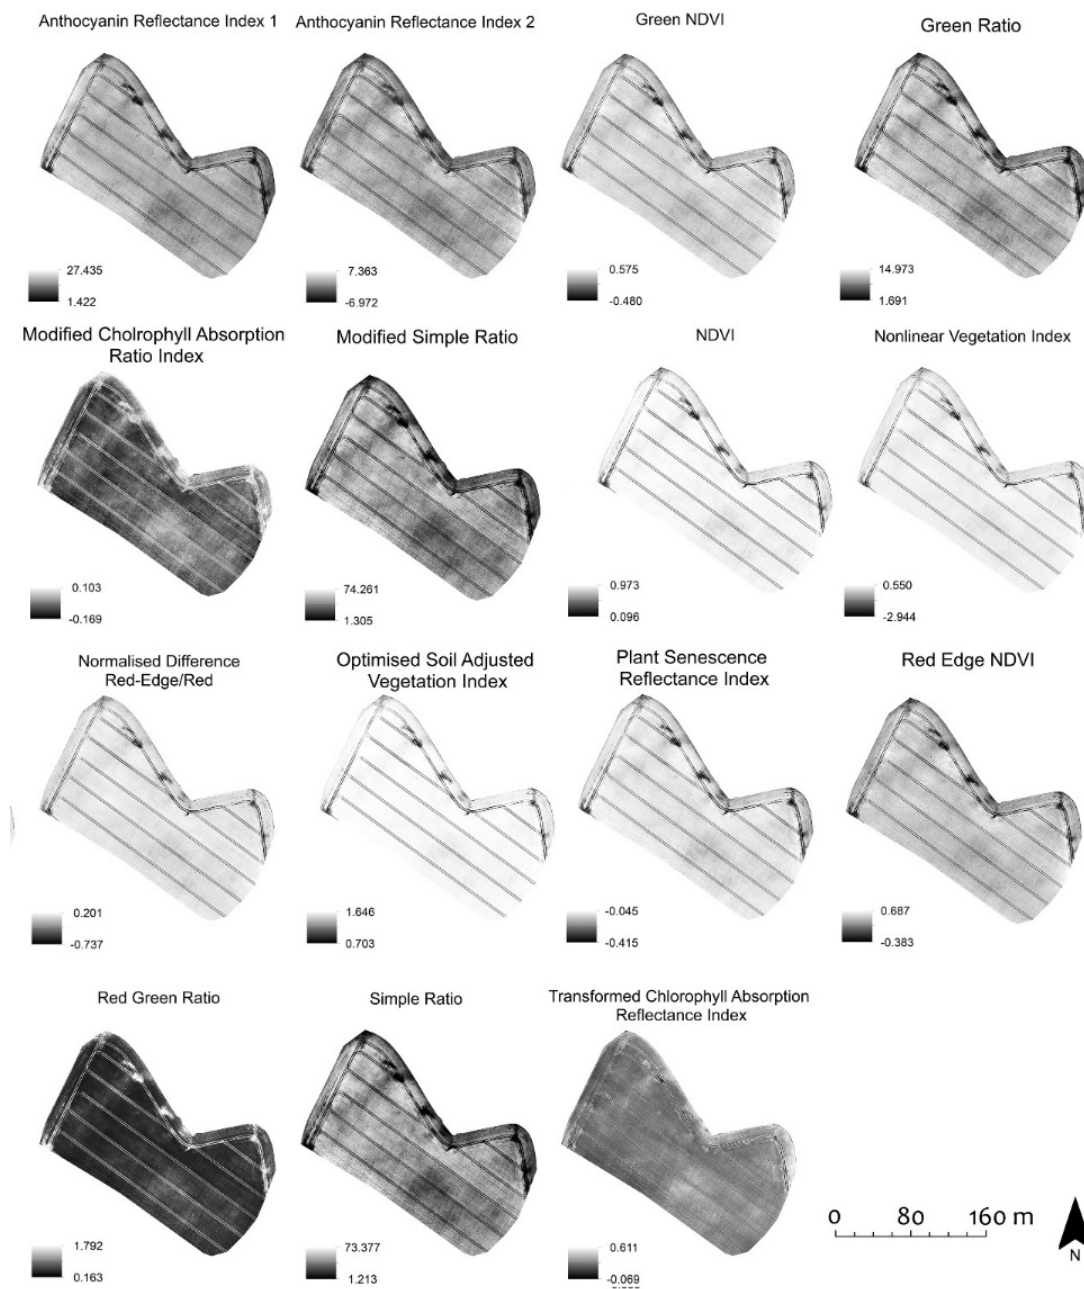 Anthocyanin Reflectance Index 1
Anthocyanin Reflectance Index 2
Green NDVI
Green Ratio
27.435
1.422
7.363
-6.972
0.575
-0.480
14.973
1.691
Modified Cholrophyll Absorption
Ratio Index
Modified Simple Ratio
NDVI
Nonlinear Vegetation Index
0.103
-0.169
74.261
1.305
0.973
0.096
0.550
-2.944
Normalised Difference
Red-Edge/Red
Optimised Soil Adjusted
Vegetation Index
Plant Senescence
Reflectance Index
Red Edge NDVI
0.201
-0.737
1.646
0.703
-0.045
-0.415
0.687
-0.383
Red Green Ratio
Simple Ratio
Transformed Chlorophyll Absorption
Reflectance Index
1.792
0.163
73.377
1.213
0.611
-0.069
0 80 160 m
N